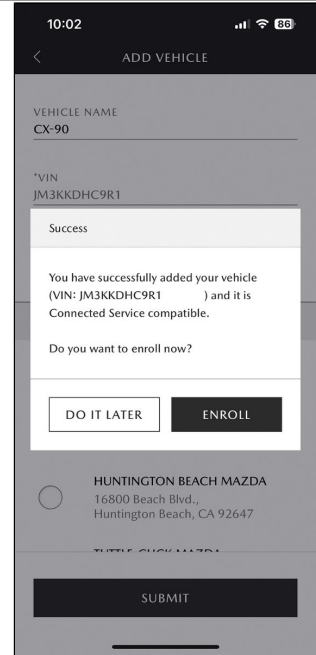 10:02
86
ADD VEHICLE
VEHICLE NAME
CX-90
*VIN
JM3KKDHC9R1
Success
You have successfully added your vehicle
(VIN: JM3KKDHC9R1 ) and it is
Connected Service compatible.
Do you want to enroll now?
DO IT LATER
ENROLL
HUNTINGTON BEACH MAZDA
16800 Beach Blvd.,
Huntington Beach, CA 92647
SUBMIT